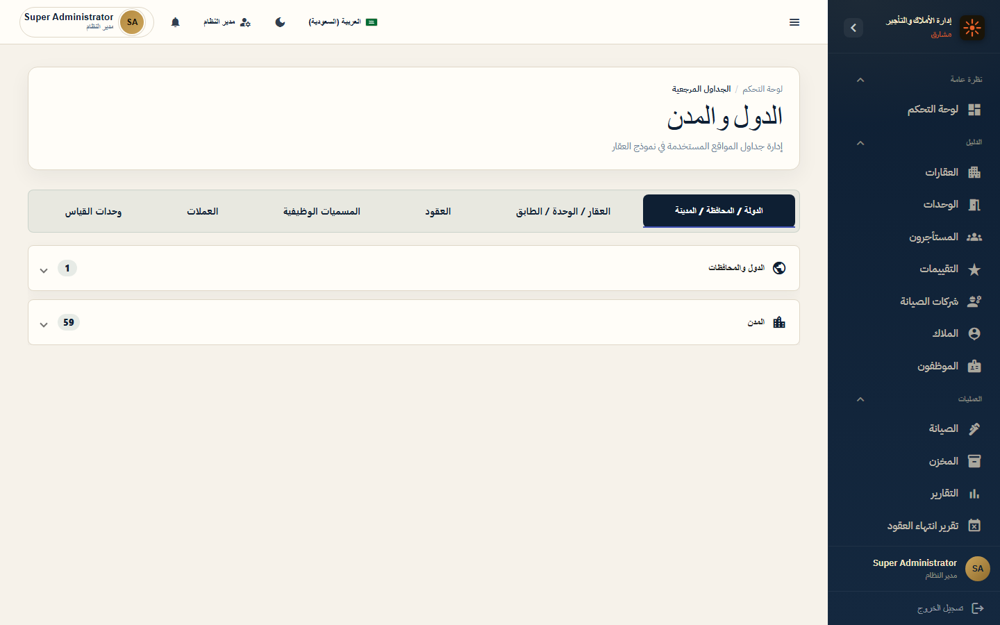 إدارة الأملاك والتأجير
مشارق
نظرة عامة
لوحة التحكم
الدليل
العقارات
الوحدات
المستأجرون
التقييمات
شركات الصيانة
الملاك
الموظفون
العمليات
الصيانة
المخزن
التقارير
تقرير انتهاء العقود
SA
Super Administrator
مدير النظام
تسجيل الخروج
العربية (السعودية)
مدير النظام
SA
Super Administrator
مدير النظام
لوحة التحكم / الجداول المرجعية
الدول والمدن
إدارة جداول المواقع المستخدمة في نموذج العقار
الدولة / المحافظة / المدينة
العقار / الوحدة / الطابق
العقود
المسميات الوظيفية
العملات
وحدات القياس
الدول والمحافظات
1
المدن
59